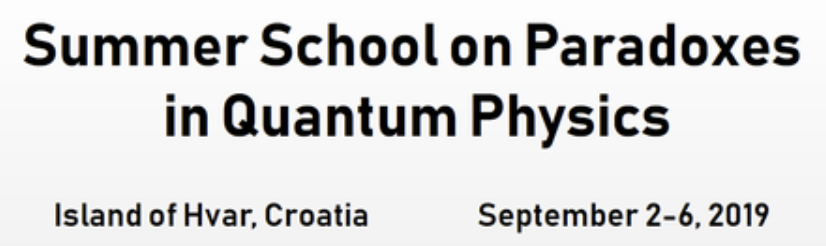 Summer School on Paradoxes
in Quantum Physics
Island of Hvar, Croatia September 2-6, 2019